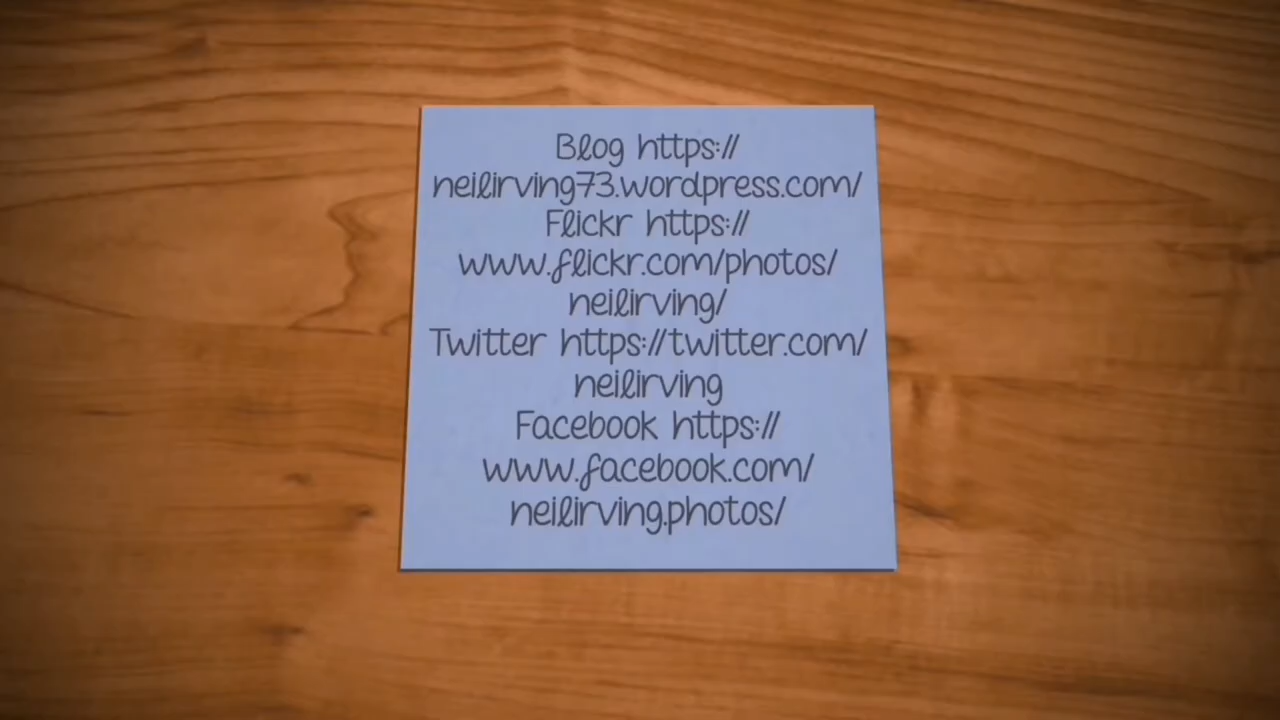 Blog https://
neilirving73.wordpress.com/
Flickr https://
www.flickr.com/photos/
neilirving/
Twitter https://twitter.com/
neilirving
Facebook https://
www.facebook.com/
neilirving.photos/